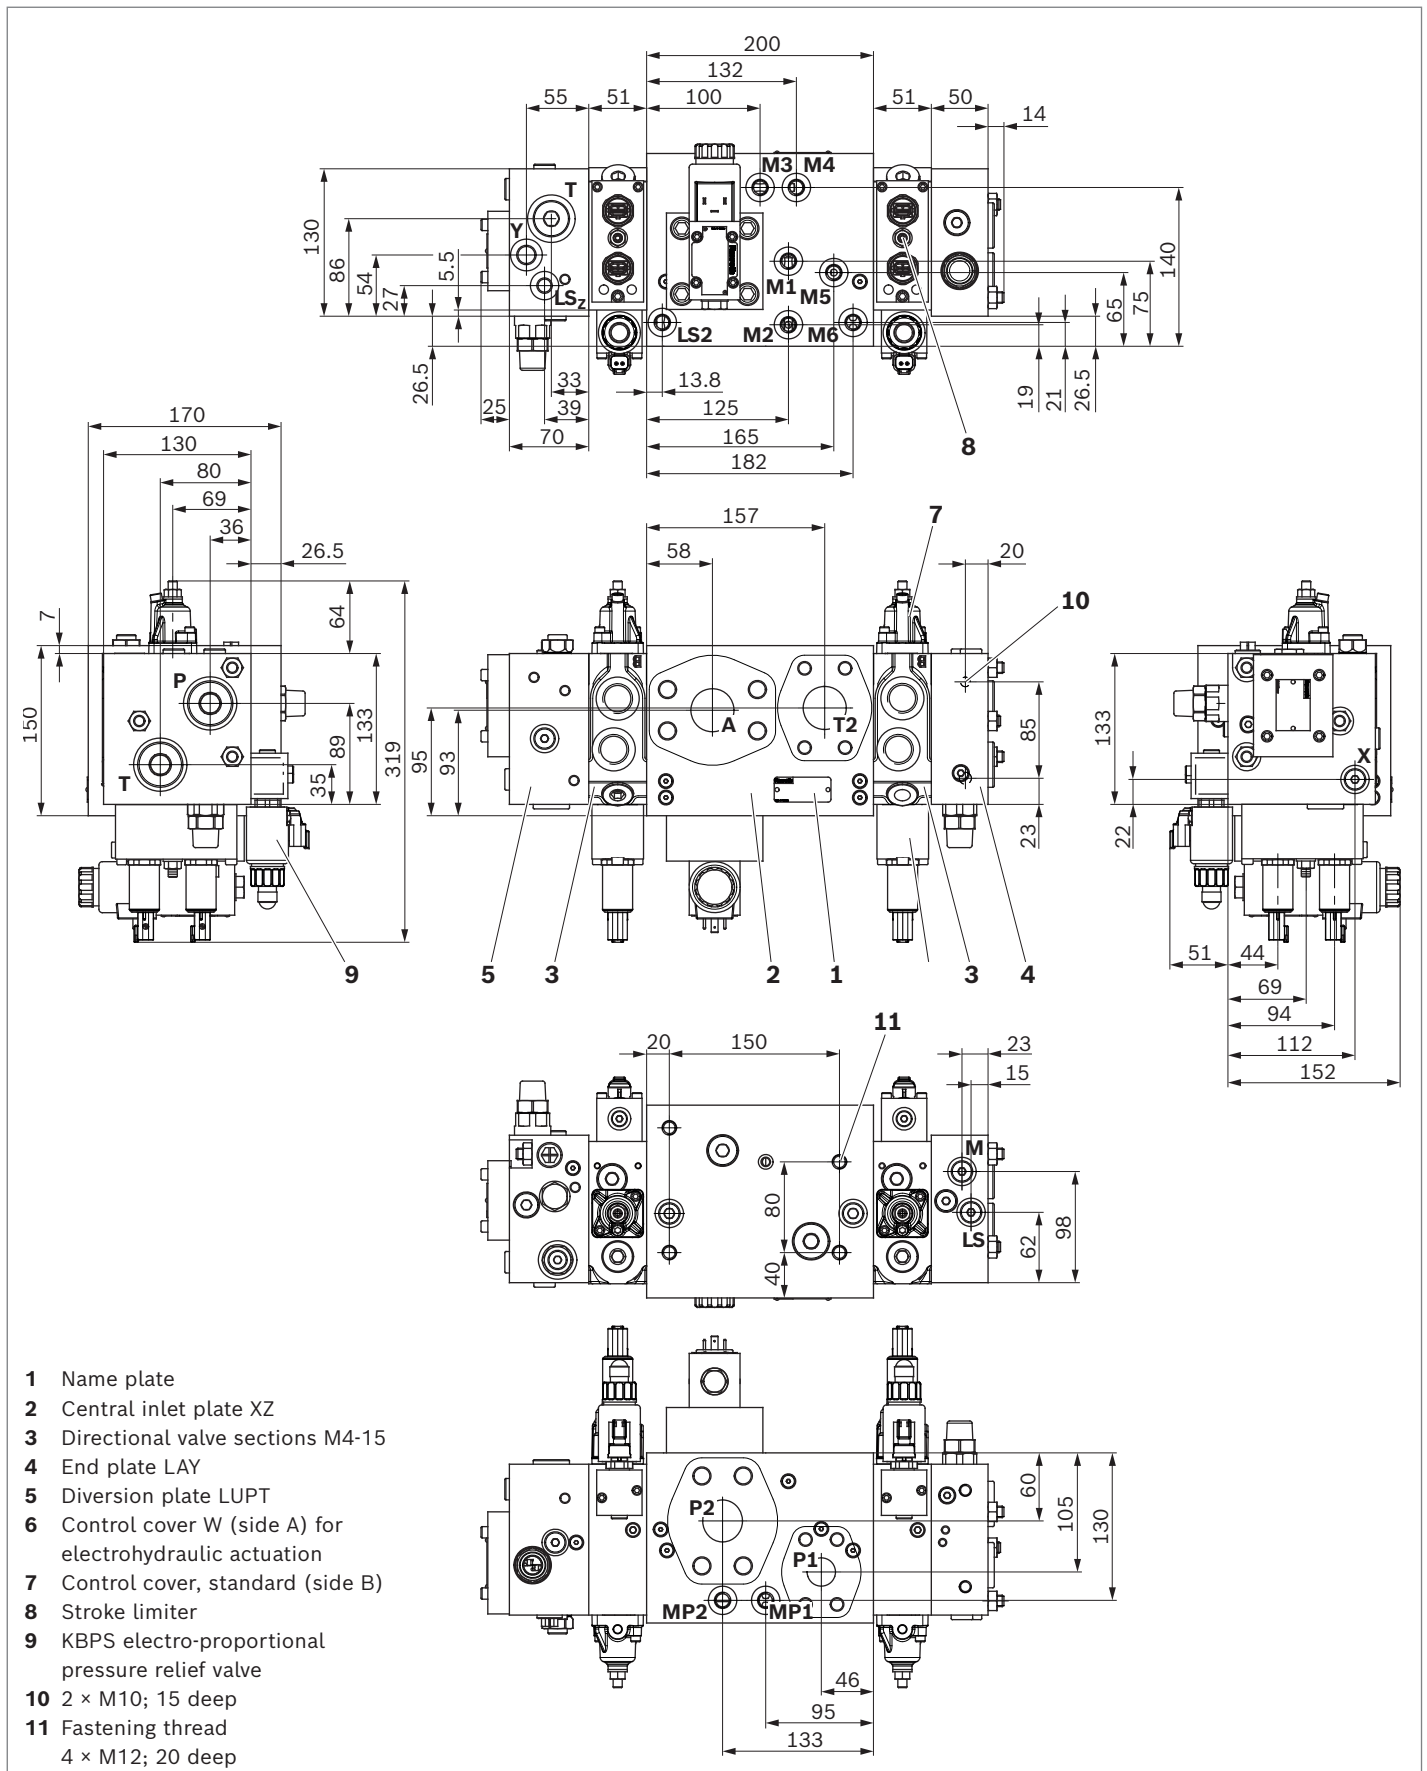 200
132
55
51
100
51
50
14
M3
M4
T
130
86
54
27
5.5
Y
LSz
M1
M5
LS2
M2
M6
140
75
65
26.5
33
13.8
19
21
26.5
25
39
125
70
165
182
8
170
130
80
69
36
26.5
7
64
150
P
T
133
89
35
319
9
157
7
58
20
10
95
93
A
T2
B
B
85
23
5
3
2
1
3
4
133
22
X
51
44
69
94
112
152
11
20
150
23
15
M
LS
80
40
62
98
P2
P1
MP2
MP1
60
105
130
46
95
133
1 Name plate
2 Central inlet plate XZ
3 Directional valve sections M4-15
4 End plate LAY
5 Diversion plate LUPT
6 Control cover W (side A) for
electrohydraulic actuation
7 Control cover, standard (side B)
8 Stroke limiter
9 KBPS electro-proportional
pressure relief valve
10 2 × M10; 15 deep
11 Fastening thread
4 × M12; 20 deep